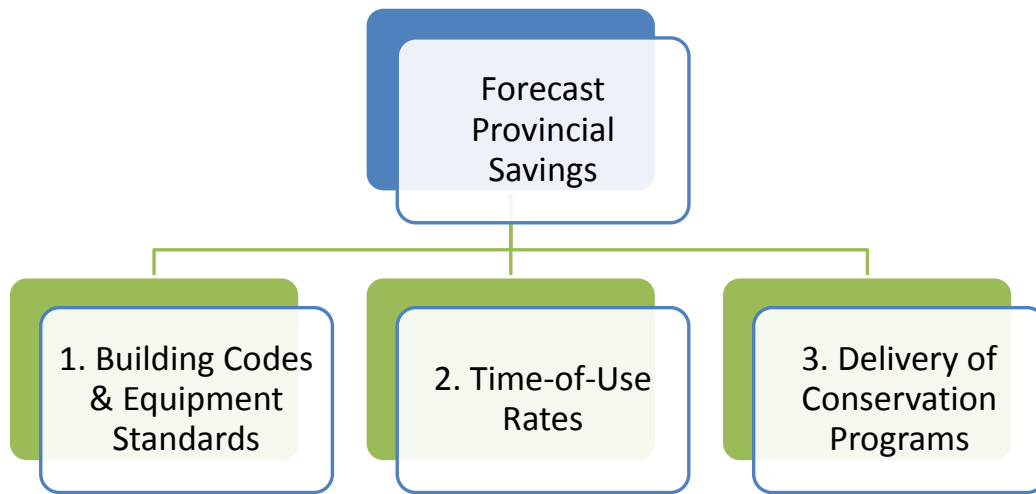 Forecast
Provincial
Savings
1. Building Codes
& Equipment
Standards
2. Time-of-Use
Rates
3. Delivery of
Conservation
Programs